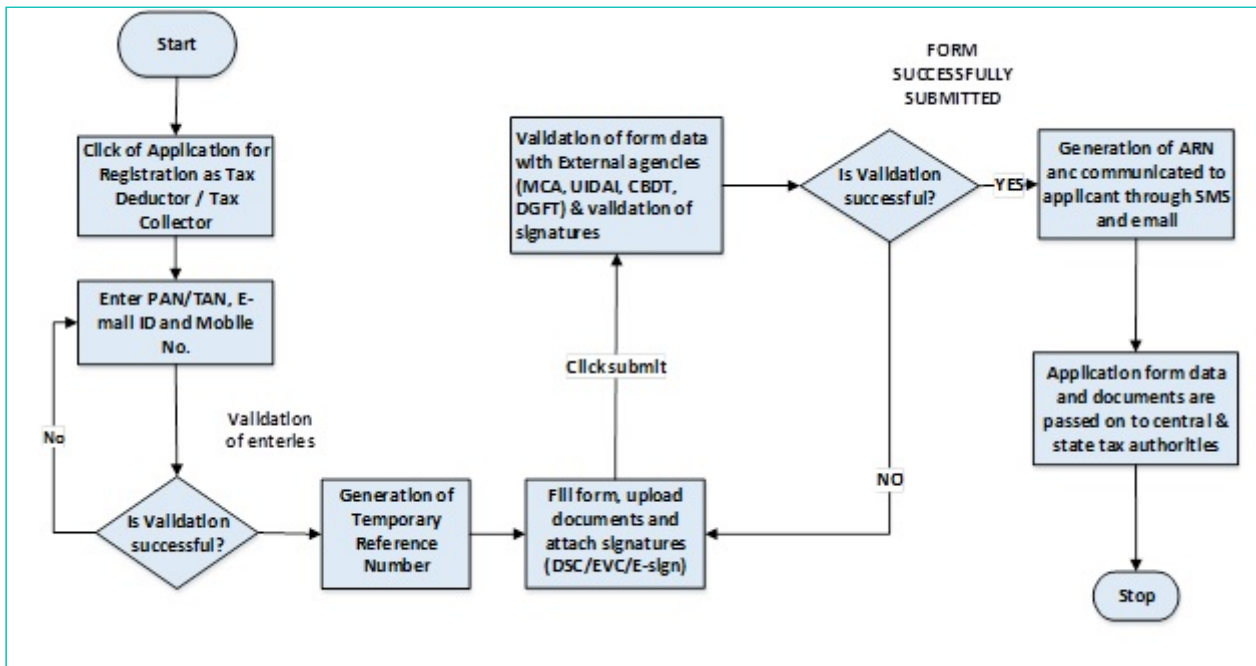 Start
Click of Application for
Registration as Tax
Deductor / Tax
Collector
Enter PAN/TAN, E-
mail ID and Mobile
No.
No
Validation
of enteries
Is Validation
successful?
Generation of
Temporary
Reference
Number
Fill form, upload
documents and
attach signatures
(DSC/EVC/E-sign)
Click submit
Validation of form data
with External agencies
(MCA, UIDAI, CBDT,
DGFT) & validation of
signatures
FORM
SUCCESSFULLY
SUBMITTED
Is Validation
successful?
YES
NO
Generation of ARN
anc communicated to
applicant through SMS
and email
Application form data
and documents are
passed on to central &
state tax authorities
Stop